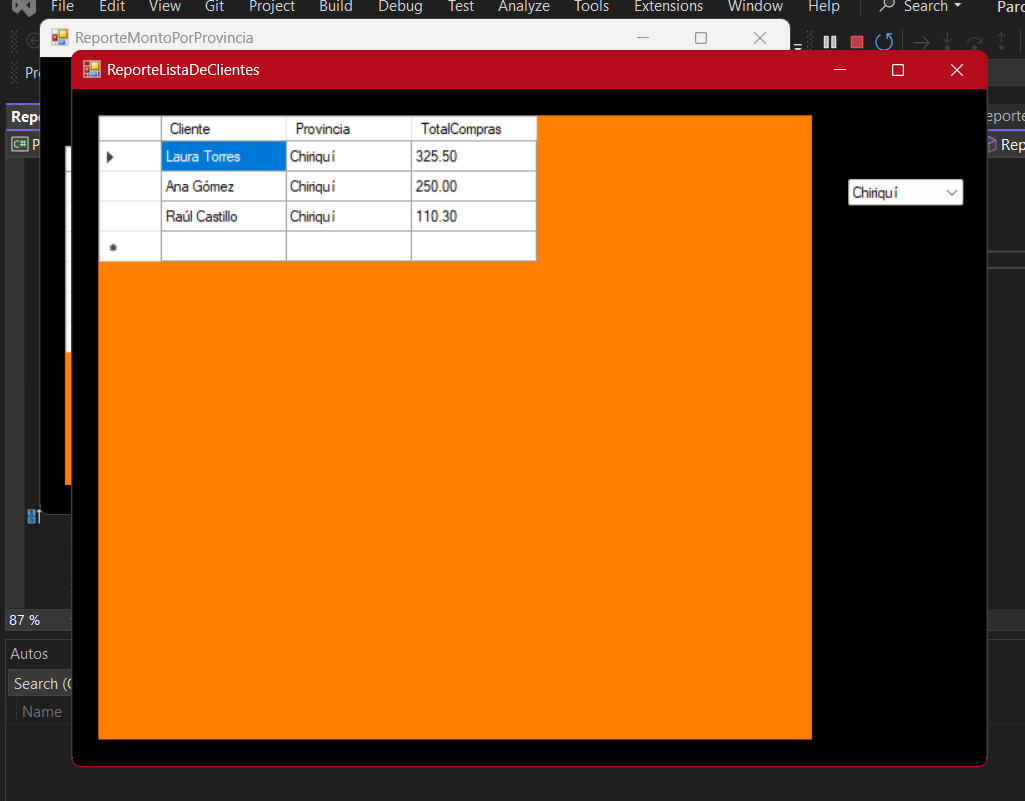 File Edit View Git Project Build Debug Test Analyze Tools Extensions Window Help Search Parc
ReporteMontoPorProvincia
Pr
ReporteListaDeClientes
Repo
eporte
C# P
Rep
Cliente Provincia TotalCompras
Laura Torres Chiriquí 325.50
Ana Gómez Chiriquí 250.00
Raúl Castillo Chiriquí 110.30
Chiriquí
87 %
Autos
Search (C
Name